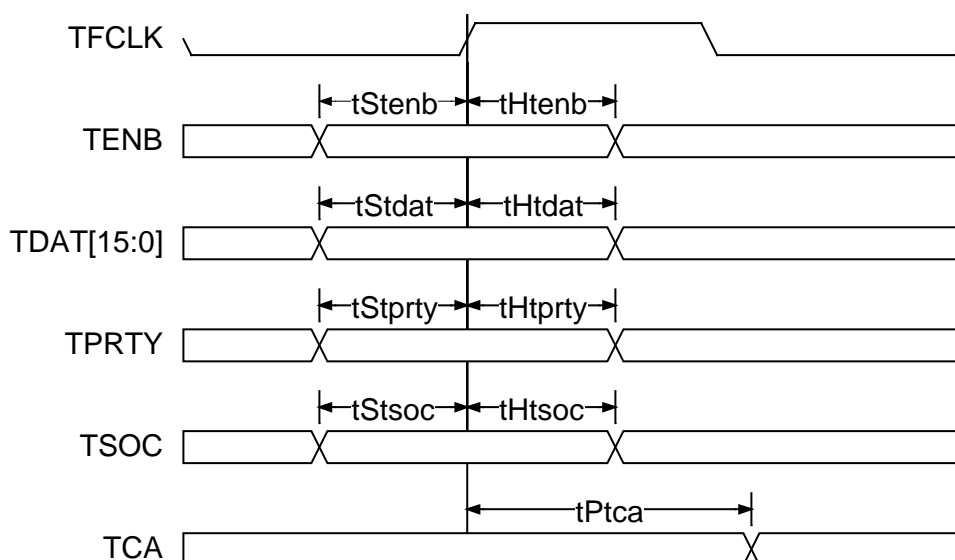 TFCLK
tStenb tHtenb
TENB
tStdat tHtdat
TDAT[15:0]
tStprty tHtprty
TPRTY
tStsoc tHtsoc
TSOC
tPtca
TCA